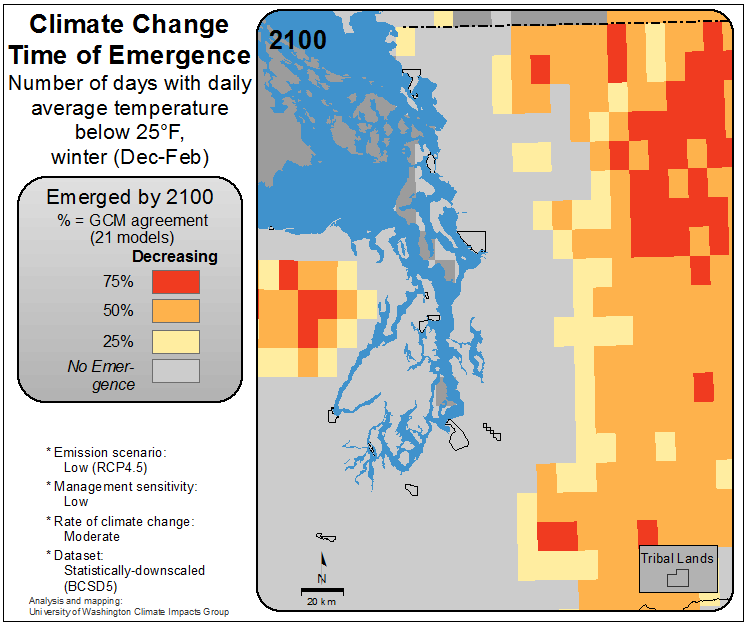 Climate Change
Time of Emergence
Number of days with daily
average temperature
below 25°F,
winter (Dec-Feb)
Emerged by 2100
% = GCM agreement
(21 models)
Decreasing
75%
50%
25%
No Emer-
gence
* Emission scenario:
Low (RCP4.5)
* Management sensitivity:
Low
* Rate of climate change:
Moderate
* Dataset:
Statistically-downscaled
(BCSD5)
Analysis and mapping:
University of Washington Climate Impacts Group
2100
N
20 km
Tribal Lands